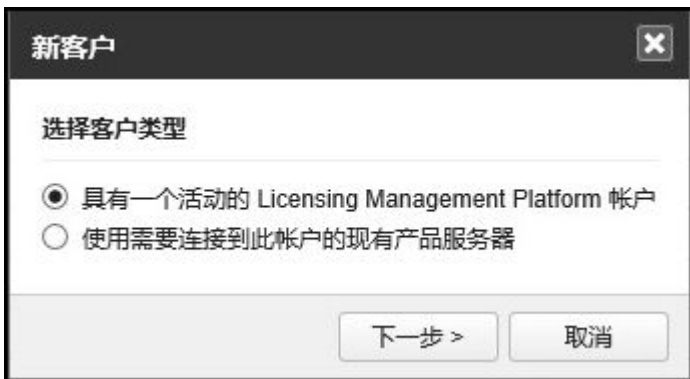 新客户
选择客户类型
具有一个活动的 Licensing Management Platform 帐户
使用需要连接到此帐户的现有产品服务器
下一步 >
取消